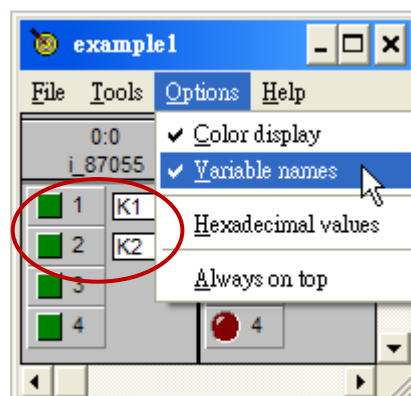 example1
File Tools Options Help
0:0
i_87055
Color display
Variable names
Hexadecimal values
Always on top
1 K1
2 K2
3
4 4